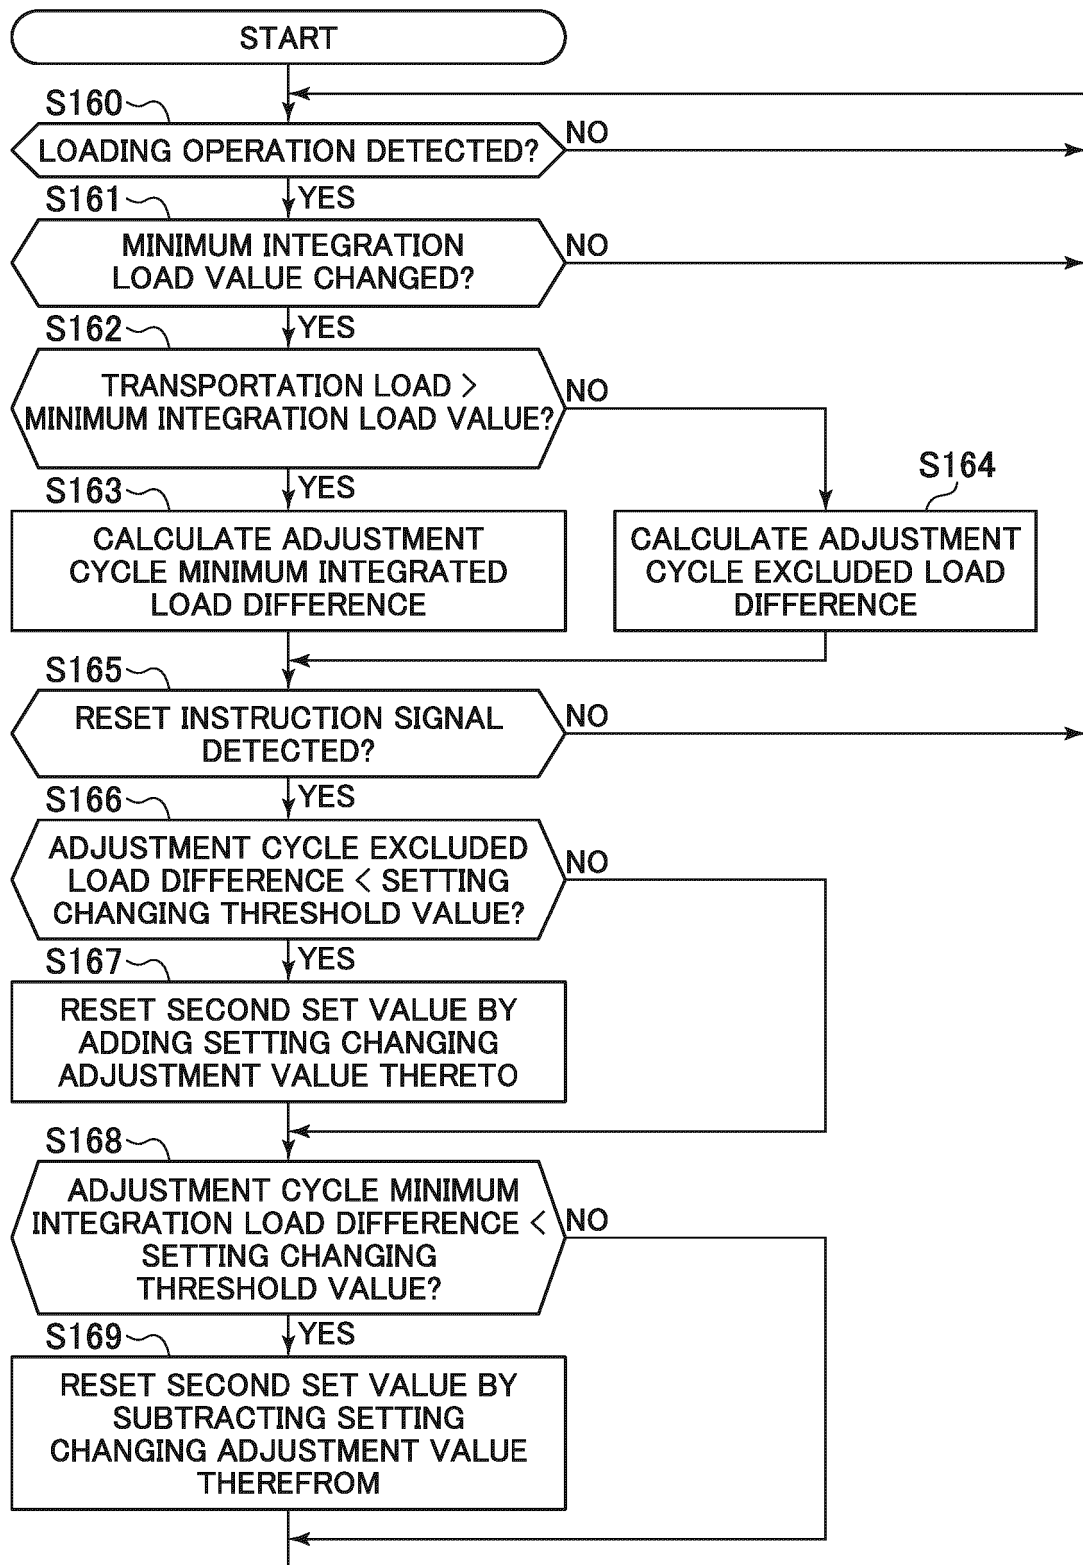 START
S160
LOADING OPERATION DETECTED?
NO
YES
S161
MINIMUM INTEGRATION
LOAD VALUE CHANGED?
NO
YES
S162
TRANSPORTATION LOAD >
MINIMUM INTEGRATION LOAD VALUE?
NO
YES
S163
CALCULATE ADJUSTMENT
CYCLE MINIMUM INTEGRATED
LOAD DIFFERENCE
S164
CALCULATE ADJUSTMENT
CYCLE EXCLUDED LOAD
DIFFERENCE
S165
RESET INSTRUCTION SIGNAL
DETECTED?
NO
YES
S166
ADJUSTMENT CYCLE EXCLUDED
LOAD DIFFERENCE < SETTING
CHANGING THRESHOLD VALUE?
NO
YES
S167
RESET SECOND SET VALUE BY
ADDING SETTING CHANGING
ADJUSTMENT VALUE THERETO
S168
ADJUSTMENT CYCLE MINIMUM
INTEGRATION LOAD DIFFERENCE <
SETTING CHANGING
THRESHOLD VALUE?
NO
YES
S169
RESET SECOND SET VALUE BY
SUBTRACTING SETTING
CHANGING ADJUSTMENT VALUE
THEREFROM